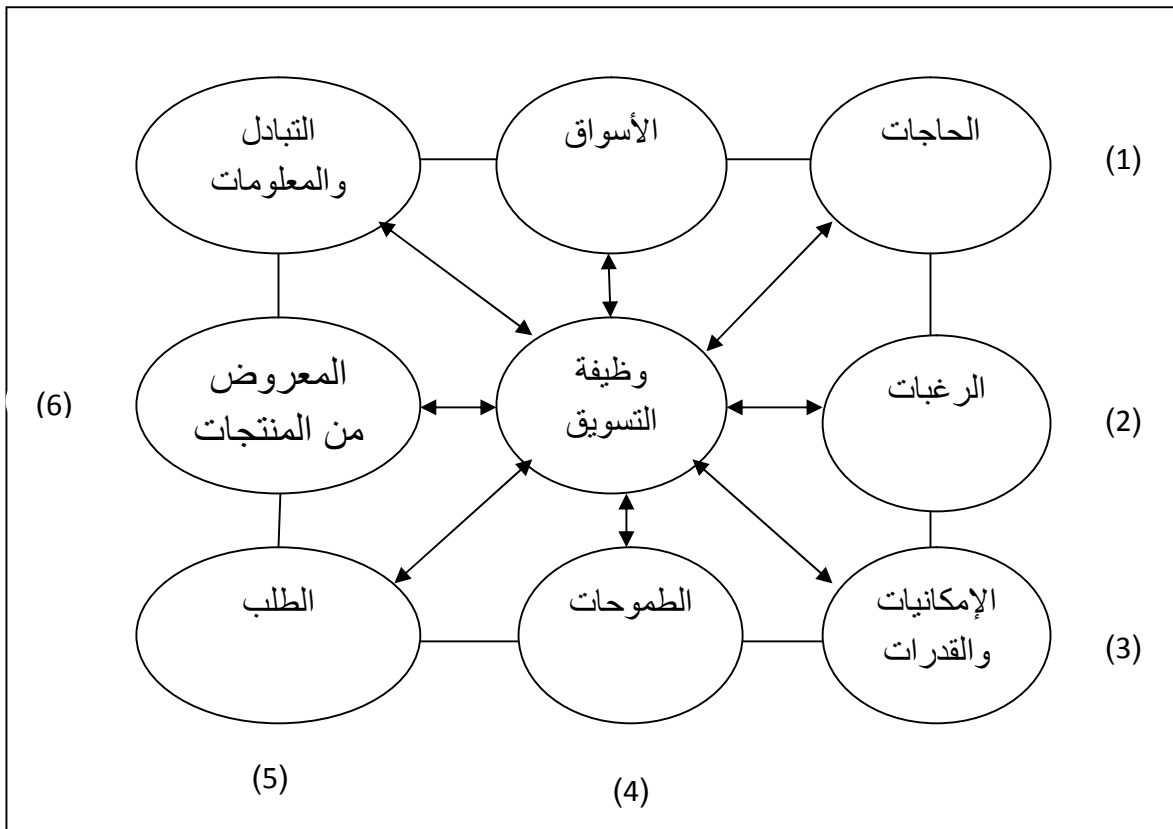 الحاجات
(1)
الأسواق
التبادل
والمعلومات
الرغبات
(2)
وظيفة
التسويق
المعروض
من المنتجات
(6)
الإمكانيات
والقدرات
(3)
الطموحات
الطلب
(4)
(5)